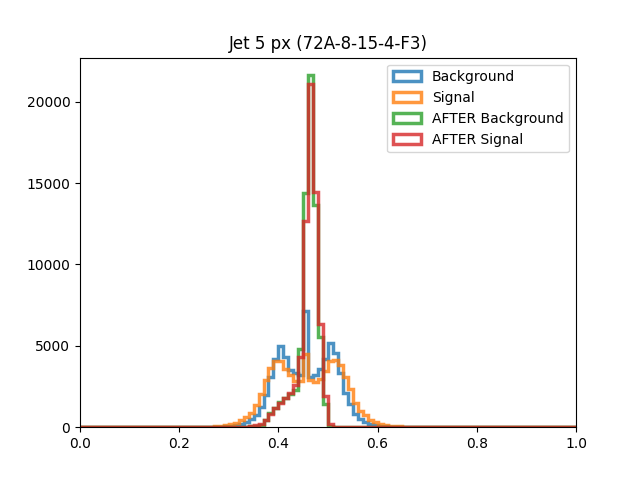 Jet 5 px (72A-8-15-4-F3)
Background
Signal
AFTER Background
AFTER Signal
20000
15000
10000
5000
0
0.0 0.2 0.4 0.6 0.8 1.0